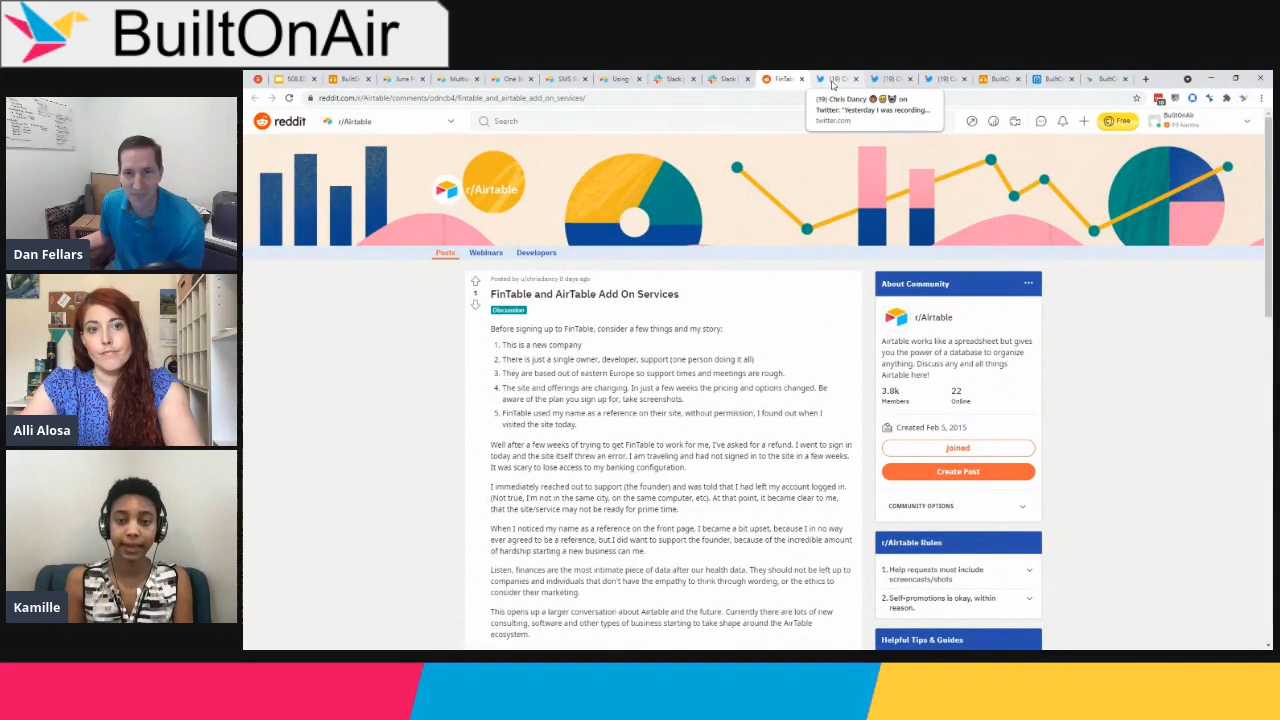 BuiltOnAir
FinTab
reddit.com/r/Airtable/comments/odncb4/fintable_and_airtable_add_on_services/
(19) Chris Dancy on
Twitter: "Yesterday I was recording...
twitter.com
reddit
r/Airtable
Search
Free
BuiltOnAir
49 karma
r/Airtable
Posts
Webinars
Developers
Dan Fellars
Alli Alosa
Kamille
Posted by u/chrisdancy 8 days ago
1
FinTable and AirTable Add On Services
Discussion
Before signing up to FinTable, consider a few things and my story:
1. This is a new company
2. There is just a single owner, developer, support (one person doing it all)
3. They are based out of eastern Europe so support times and meetings are rough.
4. The site and offerings are changing. In just a few weeks the pricing and options changed. Be
aware of the plan you sign up for, take screenshots.
5. FinTable used my name as a reference on their site, without permission, I found out when I
visited the site today.
Well after a few weeks of trying to get FinTable to work for me, I've asked for a refund. I went to sign in
today and the site itself threw an error. I am traveling and had not signed in to the site in a few weeks.
It was scary to lose access to my banking configuration.
I immediately reached out to support (the founder) and was told that I had left my account logged in.
(Not true, I'm not in the same city, on the same computer, etc). At that point, it became clear to me,
that the site/service may not be ready for prime time.
When I noticed my name as a reference on the front page, I became a bit upset, because I in no way
ever agreed to be a reference, but I did want to support the founder, because of the incredible amount
of hardship starting a new business can me.
Listen, finances are the most intimate piece of data after our health data. They should not be left up to
companies and individuals that don't have the empathy to think through wording, or the ethics to
consider their marketing.
This opens up a larger conversation about Airtable and the future. Currently there are lots of new
consulting, software and other types of business starting to take shape around the AirTable
ecosystem.
About Community
r/Airtable
Airtable works like a spreadsheet but gives
you the power of a database to organize
anything. Discuss any and all things
Airtable here!
3.8k
22
Members
Online
Created Feb 5, 2015
Joined
Create Post
COMMUNITY OPTIONS
r/Airtable Rules
1. Help requests must include
screencasts/shots
2. Self-promotions is okay, within
reason.
Helpful Tips & Guides